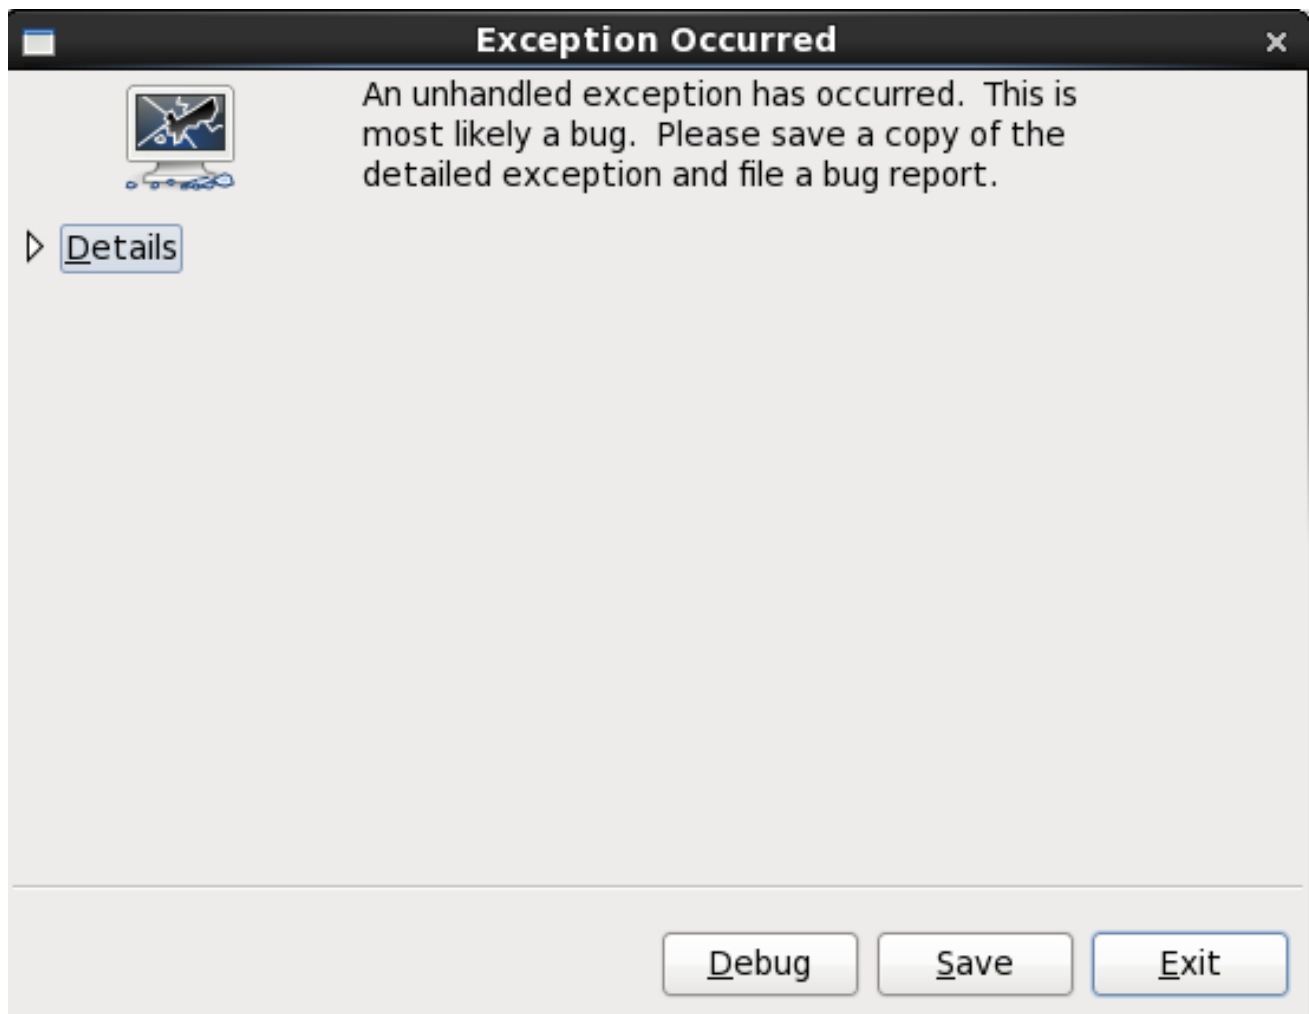 Exception Occurred
An unhandled exception has occurred.  This is
most likely a bug.  Please save a copy of the
detailed exception and file a bug report.
Details
Debug
Save
Exit